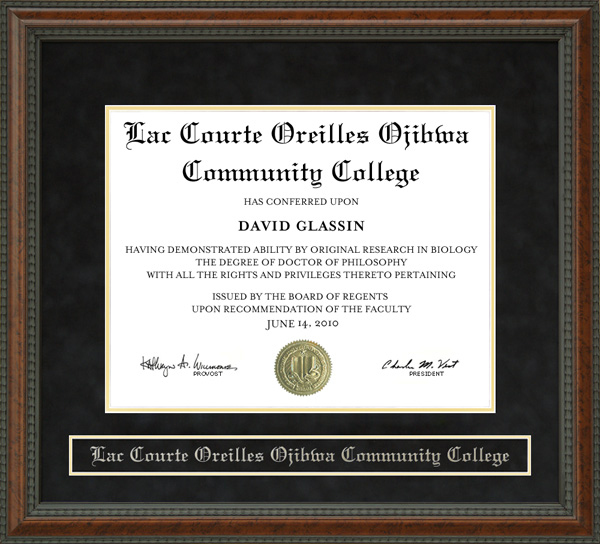 Lac Courte Oreilles Ojibwa
Community College
HAS CONFERRED UPON
DAVID GLASSIN
HAVING DEMONSTRATED ABILITY BY ORIGINAL RESEARCH IN BIOLOGY
THE DEGREE OF DOCTOR OF PHILOSOPHY
WITH ALL THE RIGHTS AND PRIVILEGES THERETO PERTAINING
ISSUED BY THE BOARD OF REGENTS
UPON RECOMMENDATION OF THE FACULTY
JUNE 14, 2010
Charles M. Vest
PROVOST
PRESIDENT
Lac Courte Oreilles Ojibwa Community College